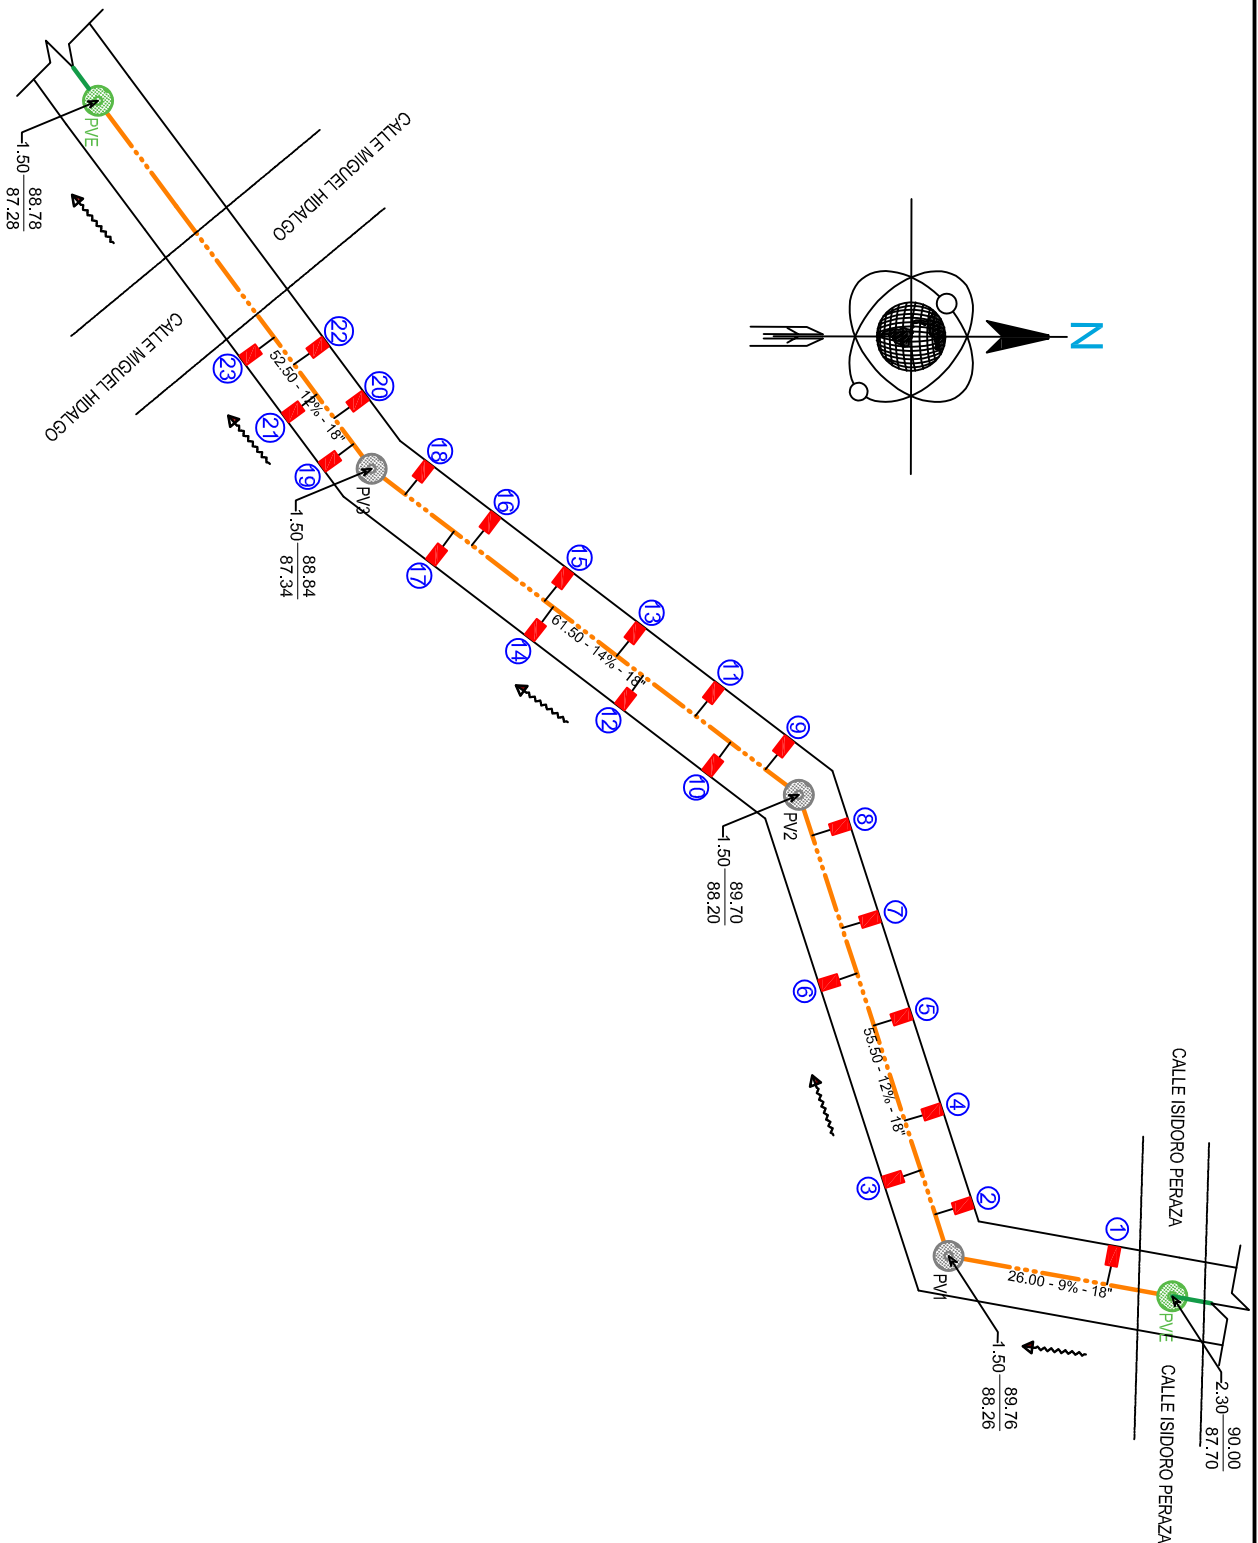 N
CALLE MIGUEL HIDALGO
CALLE MIGUEL HIDALGO
PVE
1.50
88.78
87.28
22
23
20
21
52.50 - 12% - 18"
19
18
PV3
1.50
88.84
87.34
16
17
15
14
13
61.50 - 14% - 18"
12
11
10
9
PV2
1.50
89.70
88.20
8
7
6
5
55.50 - 12% - 18"
4
3
2
PV1
1.50
89.76
88.26
1
26.00 - 9% - 18"
CALLE ISIDORO PERAZA
PVE
CALLE ISIDORO PERAZA
2.30
90.00
87.70